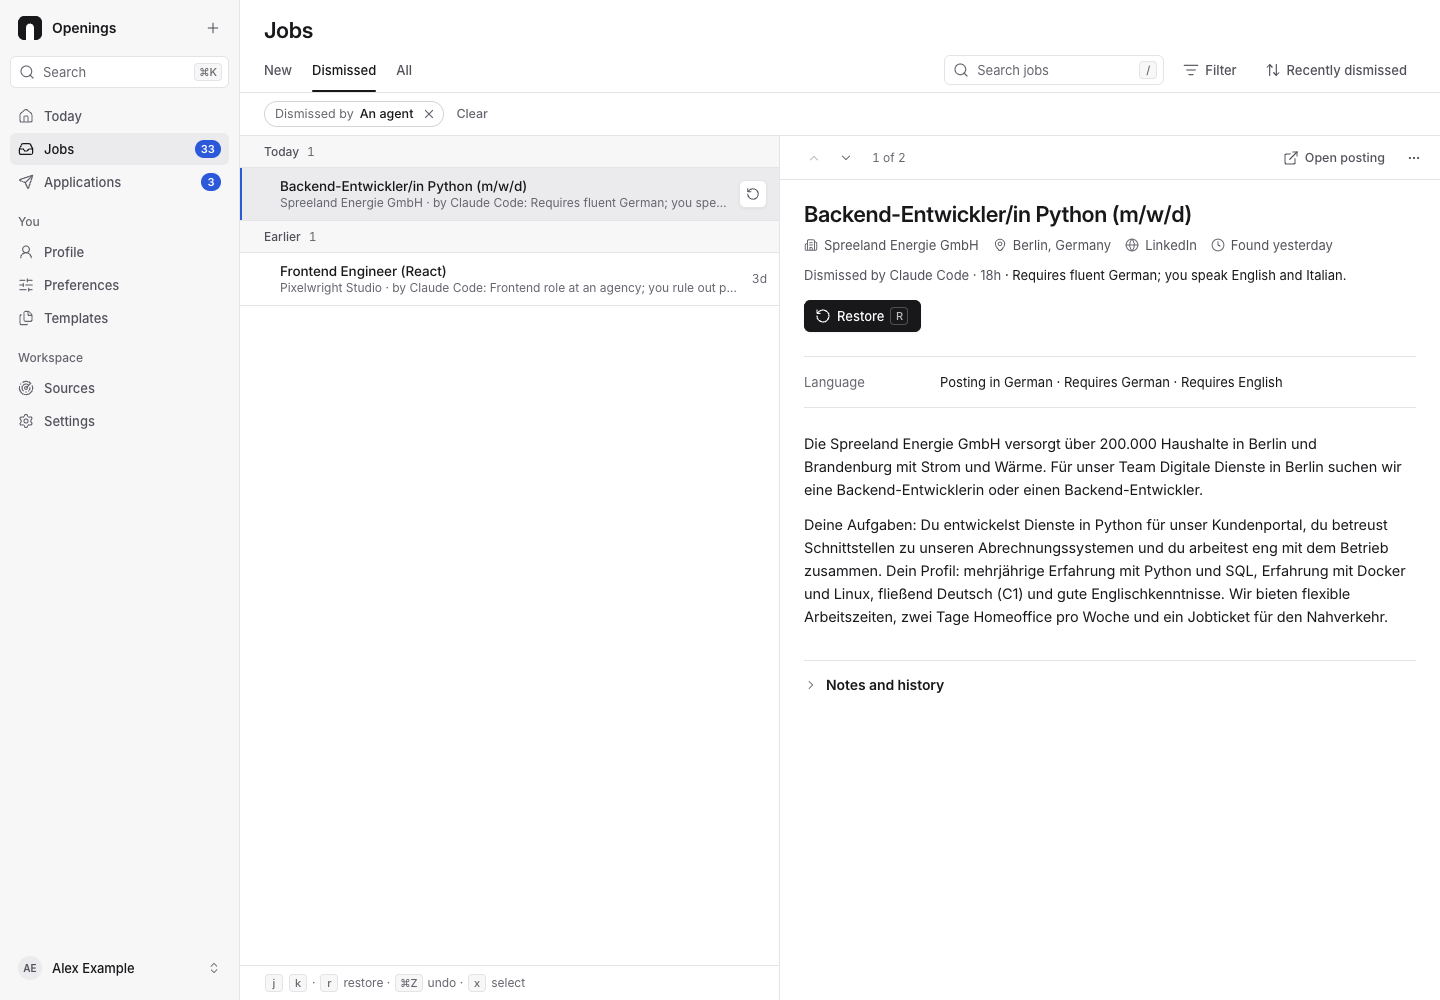 Openings
Search ⌘K
Today
Jobs 33
Applications 3
You
Profile
Preferences
Templates
Workspace
Sources
Settings
AE Alex Example
Jobs
New Dismissed All
Search jobs /
Filter
Recently dismissed
Dismissed by An agent
Clear
Today 1
Backend-Entwickler/in Python (m/w/d)
Spreeland Energie GmbH · by Claude Code: Requires fluent German; you spe…
Earlier 1
Frontend Engineer (React)
Pixelwright Studio · by Claude Code: Frontend role at an agency; you rule out p…
3d
j k · r restore · ⌘Z undo · x select
1 of 2
Open posting
Backend-Entwickler/in Python (m/w/d)
Spreeland Energie GmbH Berlin, Germany LinkedIn Found yesterday
Dismissed by Claude Code · 18h · Requires fluent German; you speak English and Italian.
Restore R
Language Posting in German · Requires German · Requires English
Die Spreeland Energie GmbH versorgt über 200.000 Haushalte in Berlin und
Brandenburg mit Strom und Wärme. Für unser Team Digitale Dienste in Berlin suchen wir
eine Backend-Entwicklerin oder einen Backend-Entwickler.
Deine Aufgaben: Du entwickelst Dienste in Python für unser Kundenportal, du betreust
Schnittstellen zu unseren Abrechnungssystemen und du arbeitest eng mit dem Betrieb
zusammen. Dein Profil: mehrjährige Erfahrung mit Python und SQL, Erfahrung mit Docker
und Linux, fließend Deutsch (C1) und gute Englischkenntnisse. Wir bieten flexible
Arbeitszeiten, zwei Tage Homeoffice pro Woche und ein Jobticket für den Nahverkehr.
Notes and history